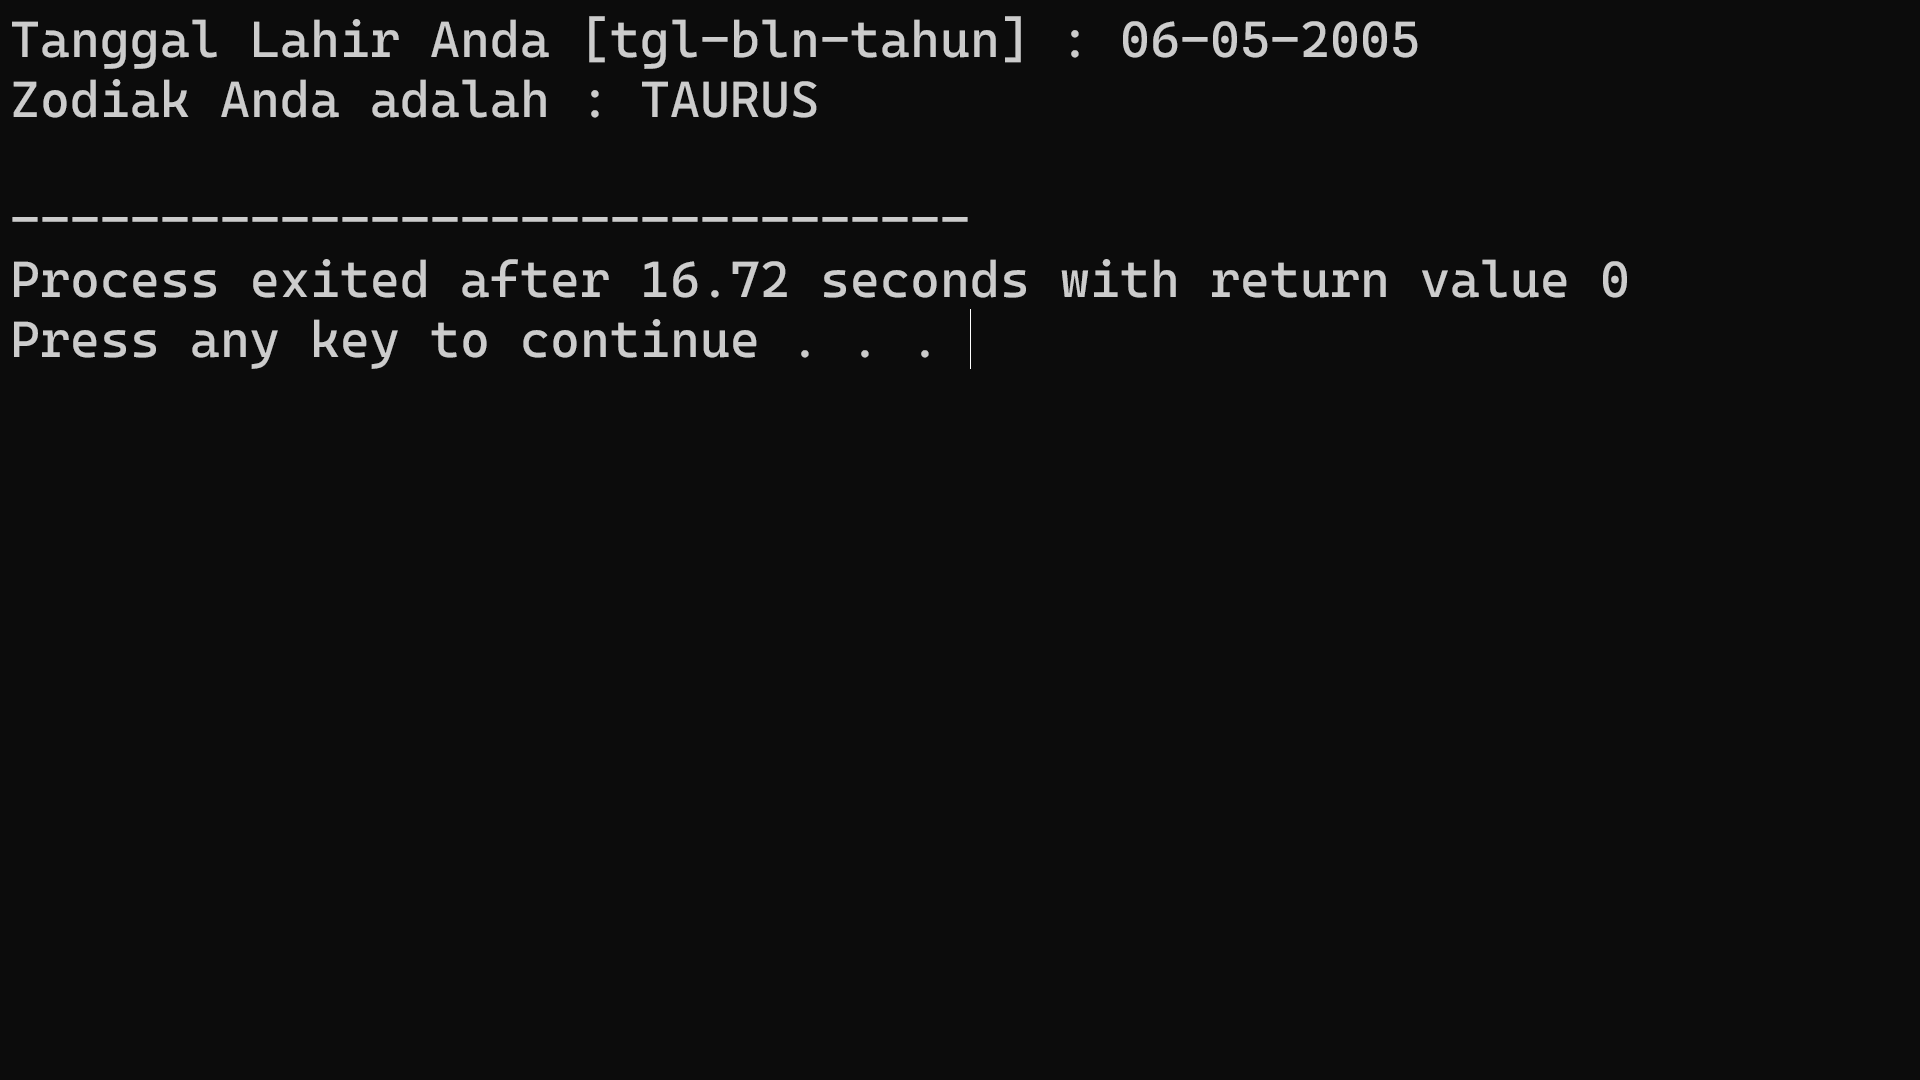 Tanggal Lahir Anda [tgl-bln-tahun] : 06-05-2005
Zodiak Anda adalah : TAURUS
--------------------------------
Process exited after 16.72 seconds with return value 0
Press any key to continue . . .